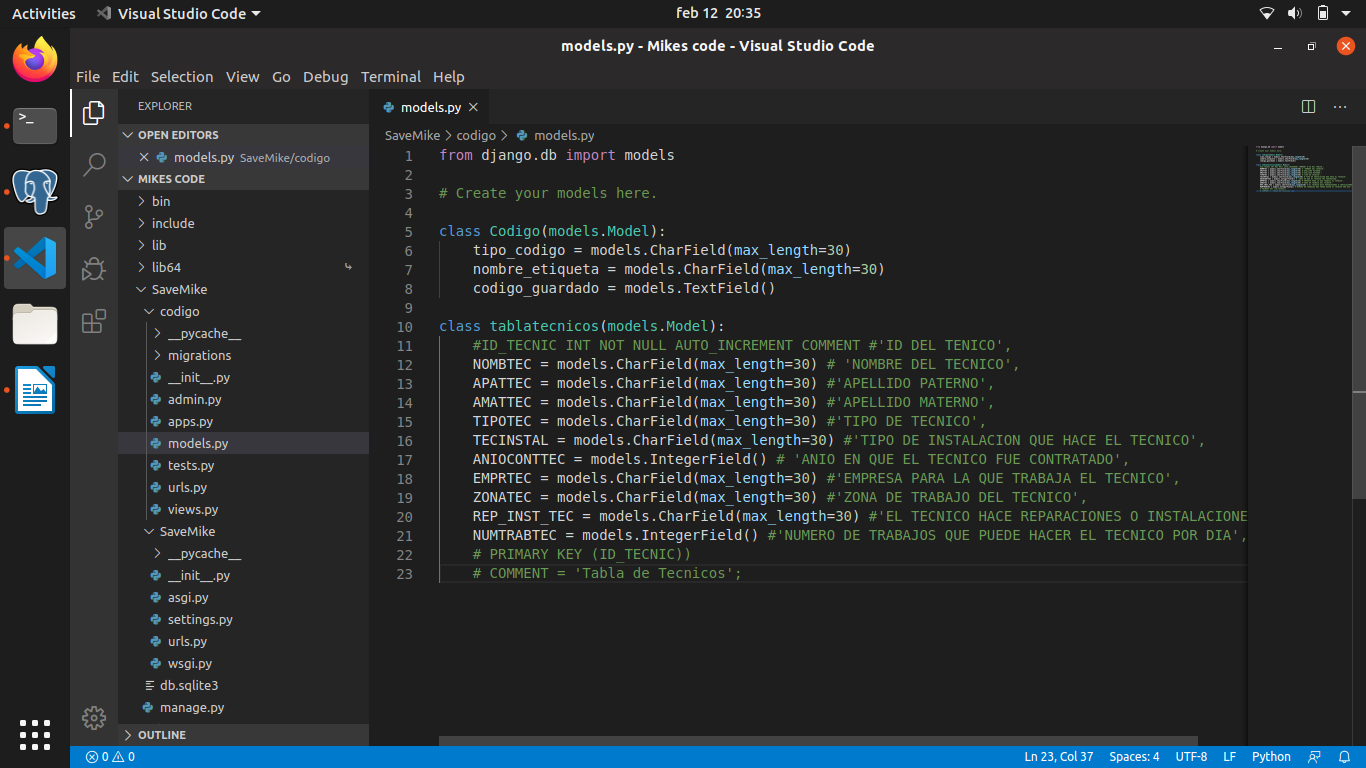 Activities Visual Studio Code feb 12 20:35
models.py - Mikes code - Visual Studio Code
File Edit Selection View Go Debug Terminal Help
EXPLORER
OPEN EDITORS
models.py SaveMike/codigo
MIKES CODE
bin
include
lib
lib64
SaveMike
codigo
__pycache__
migrations
__init__.py
admin.py
apps.py
models.py
tests.py
urls.py
views.py
SaveMike
__pycache__
__init__.py
asgi.py
settings.py
urls.py
wsgi.py
db.sqlite3
manage.py
OUTLINE
models.py
SaveMike > codigo > models.py
1 from django.db import models
2
3 # Create your models here.
4
5 class Codigo(models.Model):
6 tipo_codigo = models.CharField(max_length=30)
7 nombre_etiqueta = models.CharField(max_length=30)
8 codigo_guardado = models.TextField()
9
10 class tablatecnicos(models.Model):
11 #ID_TECNIC INT NOT NULL AUTO_INCREMENT COMMENT #'ID DEL TENICO',
12 NOMBTEC = models.CharField(max_length=30) # 'NOMBRE DEL TECNICO',
13 APATTEC = models.CharField(max_length=30) #'APELLIDO PATERNO',
14 AMATTEC = models.CharField(max_length=30) #'APELLIDO MATERNO',
15 TIPOTEC = models.CharField(max_length=30) #'TIPO DE TECNICO',
16 TECINSTAL = models.CharField(max_length=30) #'TIPO DE INSTALACION QUE HACE EL TECNICO',
17 ANIOCONTTEC = models.IntegerField() # 'ANIO EN QUE EL TECNICO FUE CONTRATADO',
18 EMPRTEC = models.CharField(max_length=30) #'EMPRESA PARA LA QUE TRABAJA EL TECNICO',
19 ZONATEC = models.CharField(max_length=30) #'ZONA DE TRABAJO DEL TECNICO',
20 REP_INST_TEC = models.CharField(max_length=30) #'EL TECNICO HACE REPARACIONES O INSTALACIONE
21 NUMTRABTEC = models.IntegerField() #'NUMERO DE TRABAJOS QUE PUEDE HACER EL TECNICO POR DIA',
22 # PRIMARY KEY (ID_TECNIC))
23 # COMMENT = 'Tabla de Tecnicos';
0 0 Ln 23, Col 37 Spaces: 4 UTF-8 LF Python